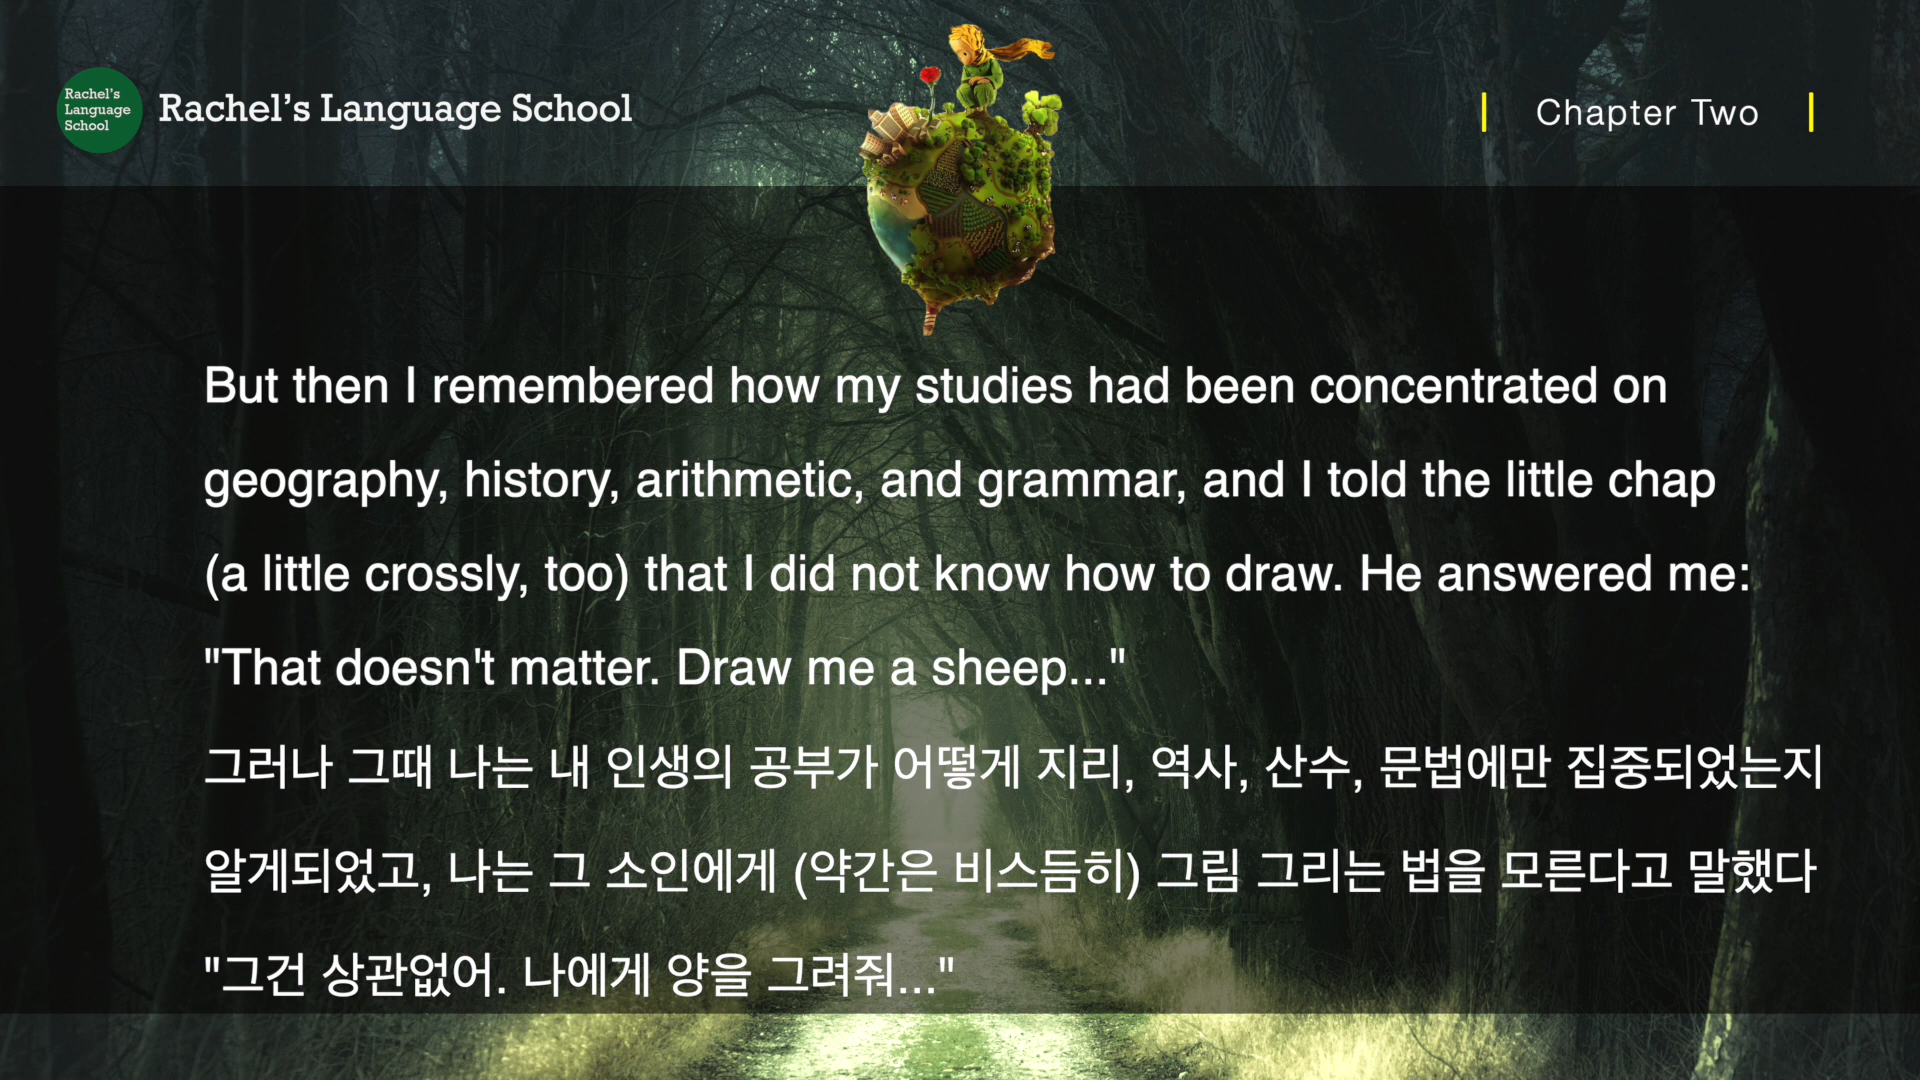 Rachel's
Language
School
Rachel's Language School
Chapter Two
But then I remembered how my studies had been concentrated on
geography, history, arithmetic, and grammar, and I told the little chap
(a little crossly, too) that I did not know how to draw. He answered me:
"That doesn't matter. Draw me a sheep..."
그러나 그때 나는 내 인생의 공부가 어떻게 지리, 역사, 산수, 문법에만 집중되었는지
알게되었고, 나는 그 소인에게 (약간은 비스듬히) 그림 그리는 법을 모른다고 말했다
"그건 상관없어. 나에게 양을 그려줘..."